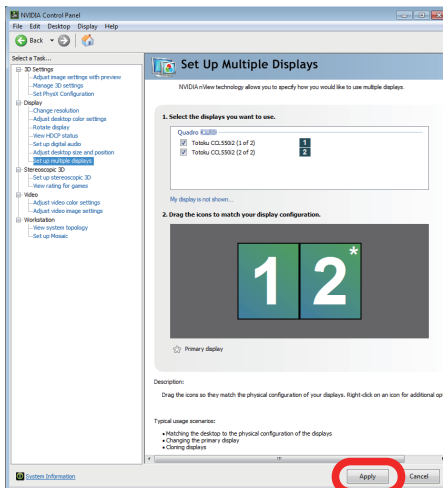 NVIDIA Control Panel
File Edit Desktop Display Help
Back
Select a Task...
3D Settings
Adjust image settings with preview
Manage 3D settings
Set PhysX Configuration
Display
Change resolution
Adjust desktop color settings
Rotate display
View HDCP status
Set up digital audio
Adjust desktop size and position
Set up multiple displays
Stereoscopic 3D
Set up stereoscopic 3D
View rating for games
Video
Adjust video color settings
Adjust video image settings
Workstation
View system topology
Set up Mosaic
System Information
Set Up Multiple Displays
NVIDIA nView technology allows you to specify how you would like to use multiple displays.
1. Select the displays you want to use.
Quadro
Totoku CCL550i2 (1 of 2) 1
Totoku CCL550i2 (2 of 2) 2
My display is not shown...
2. Drag the icons to match your display configuration.
1 2*
Primary display
Description:
Drag the icons so they match the physical configuration of your displays. Right-click on an icon for additional
Typical usage scenarios:
• Matching the desktop to the physical configuration of the displays
• Changing the primary display
• Cloning displays
Apply Cancel